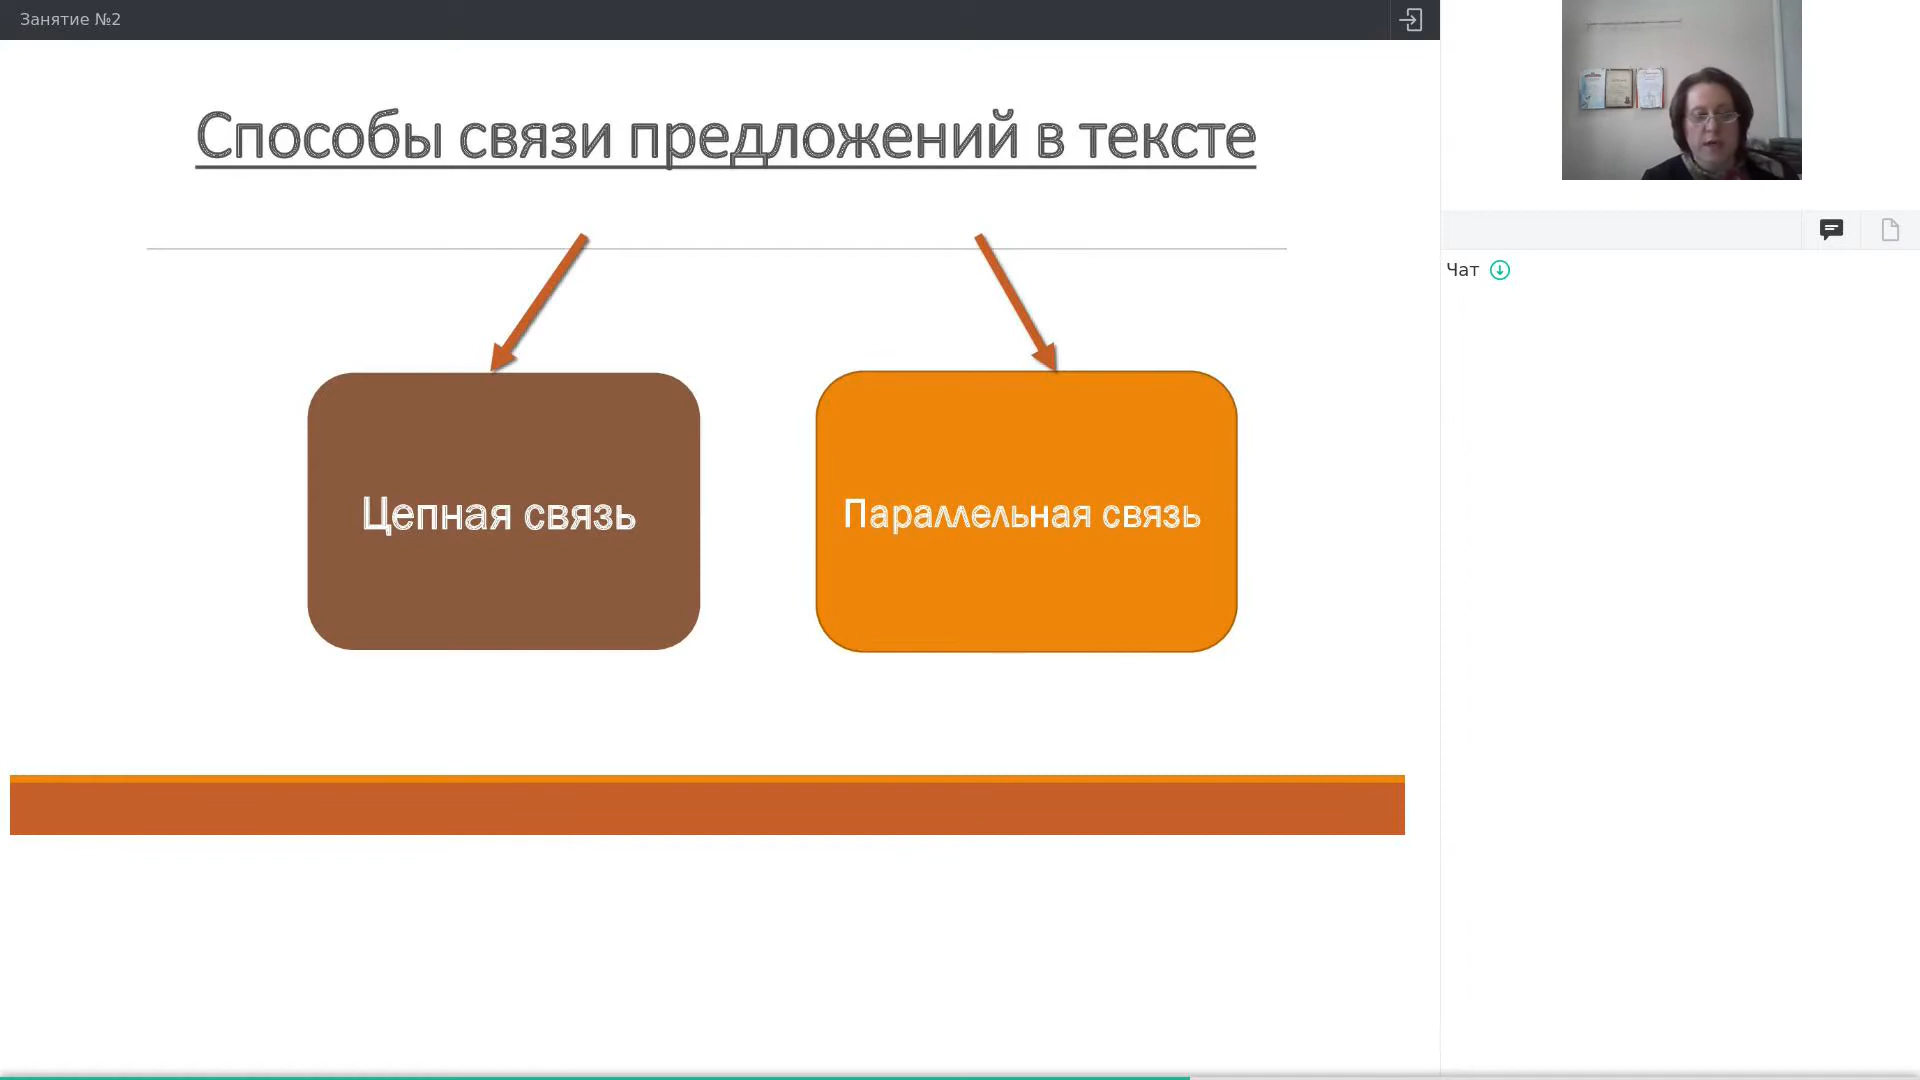 Занятие №2
Способы связи предложений в тексте
Цепная связь
Параллельная связь
Чат